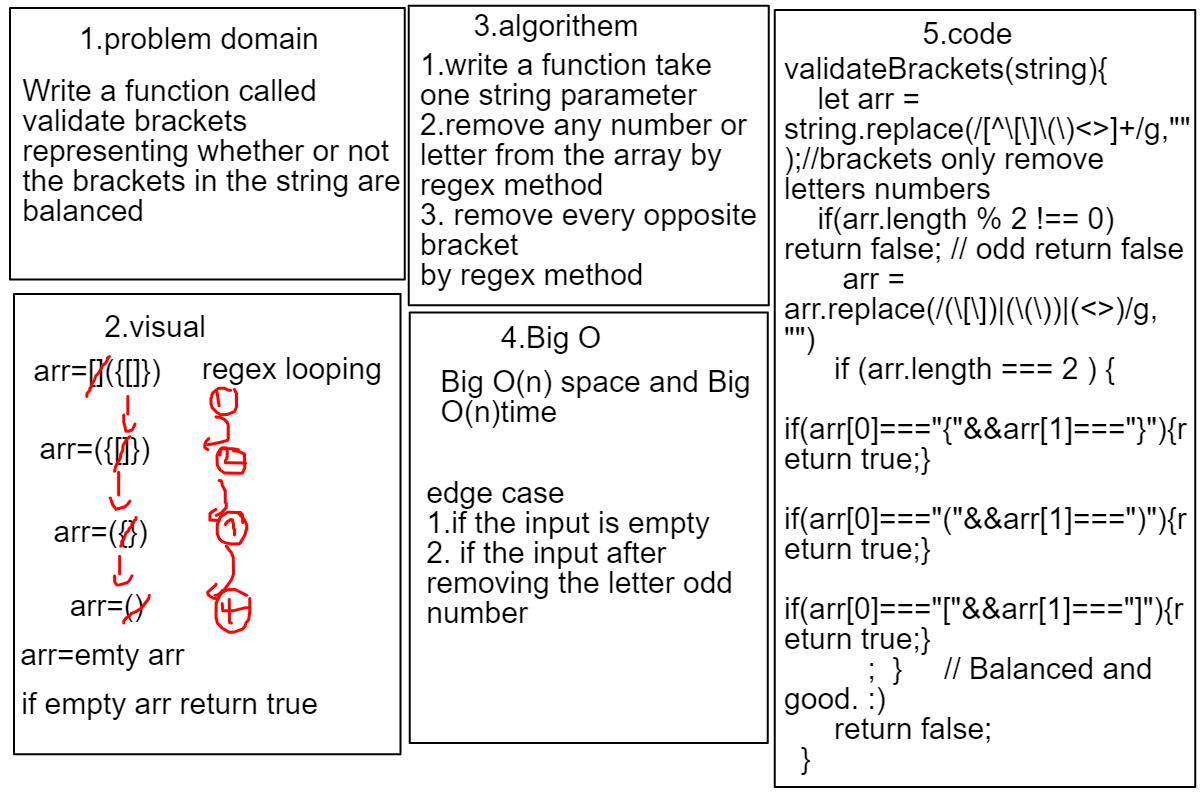 1.problem domain
Write a function called
validate brackets
representing whether or not
the brackets in the string are
balanced
2.visual
arr=[]({[]})
regex looping
1
arr=({[]})
2
arr=({})
arr=()
4
arr=emty arr
if empty arr return true
3.algorithem
1.write a function take
one string parameter
2.remove any number or
letter from the array by
regex method
3. remove every opposite
bracket
by regex method
4.Big O
Big O(n) space and Big
O(n)time
edge case
1.if the input is empty
2. if the input after
removing the letter odd
number
5.code
validateBrackets(string){
let arr =
string.replace(/[^\[\]\(\)<>]+/g,""
);//brackets only remove
letters numbers
if(arr.length % 2 !== 0)
return false; // odd return false
arr =
arr.replace(/(\[\])|(\(\))|(<>)/g,
"")
if (arr.length === 2 ) {
if(arr[0]==="{"&&arr[1]==="}"){r
eturn true;}
if(arr[0]==="("&&arr[1]===")"){r
eturn true;}
if(arr[0]==="["&&arr[1]==="]"){r
eturn true;}
; } // Balanced and
good. :)
return false;
}